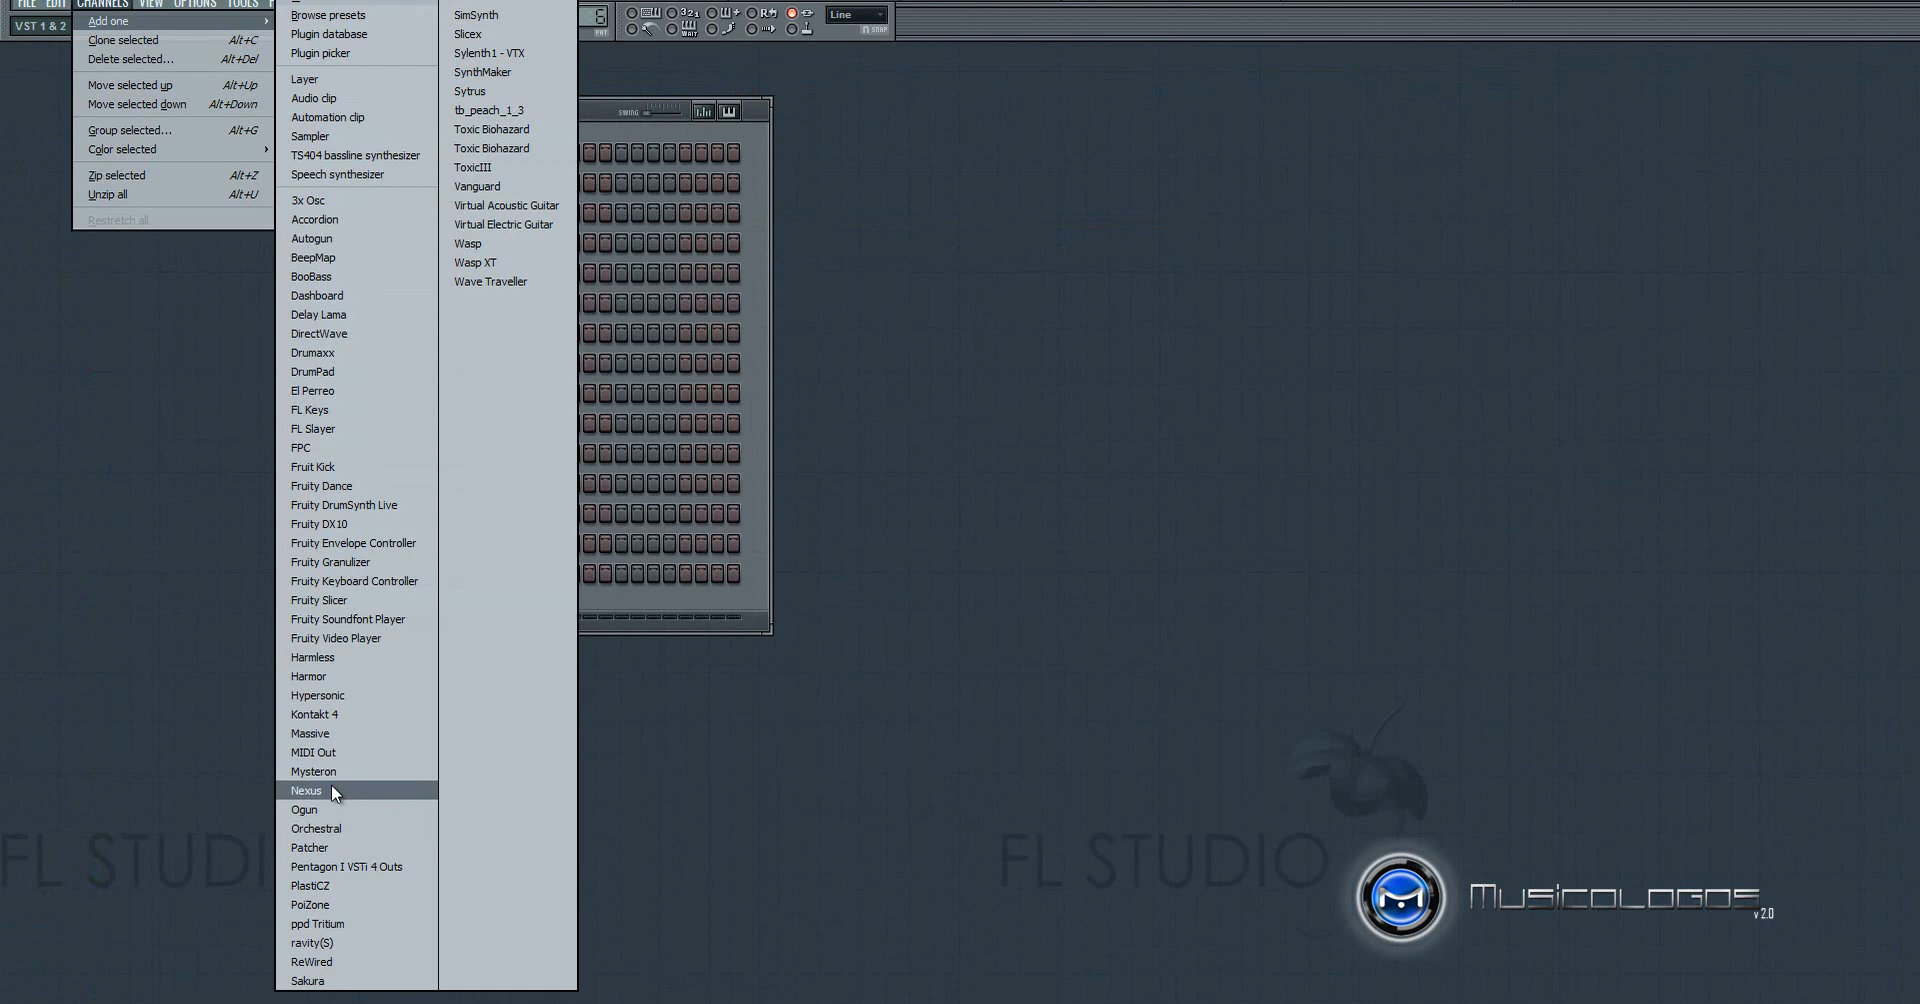 FILE EDIT CHANNELS VIEW OPTIONS TOOLS
VST 1 & 2
Add one
Clone selected Alt+C
Delete selected... Alt+Del
Move selected up Alt+Up
Move selected down Alt+Down
Group selected... Alt+G
Color selected
Zip selected Alt+Z
Unzip all Alt+U
Restretch all
Browse presets
Plugin database
Plugin picker
Layer
Audio clip
Automation clip
Sampler
TS404 bassline synthesizer
Speech synthesizer
3x Osc
Accordion
Autogun
BeepMap
BooBass
Dashboard
Delay Lama
DirectWave
Drumaxx
DrumPad
El Perreo
FL Keys
FL Slayer
FPC
Fruit Kick
Fruity Dance
Fruity DrumSynth Live
Fruity DX10
Fruity Envelope Controller
Fruity Granulizer
Fruity Keyboard Controller
Fruity Slicer
Fruity Soundfont Player
Fruity Video Player
Harmless
Harmor
Hypersonic
Kontakt 4
Massive
MIDI Out
Mysteron
Nexus
Ogun
Orchestral
Patcher
Pentagon I VSTi 4 Outs
PlastiCZ
PoiZone
ppd Tritium
ravity(S)
ReWired
Sakura
SimSynth
Slicex
Sylenth1 - VTX
SynthMaker
Sytrus
tb_peach_1_3
Toxic Biohazard
Toxic Biohazard
ToxicIII
Vanguard
Virtual Acoustic Guitar
Virtual Electric Guitar
Wasp
Wasp XT
Wave Traveller
6
PAT
321
WAIT
R
Line
SNAP
SWING
FL STUDI
FL STUDIO
Musicologos
v 2.0